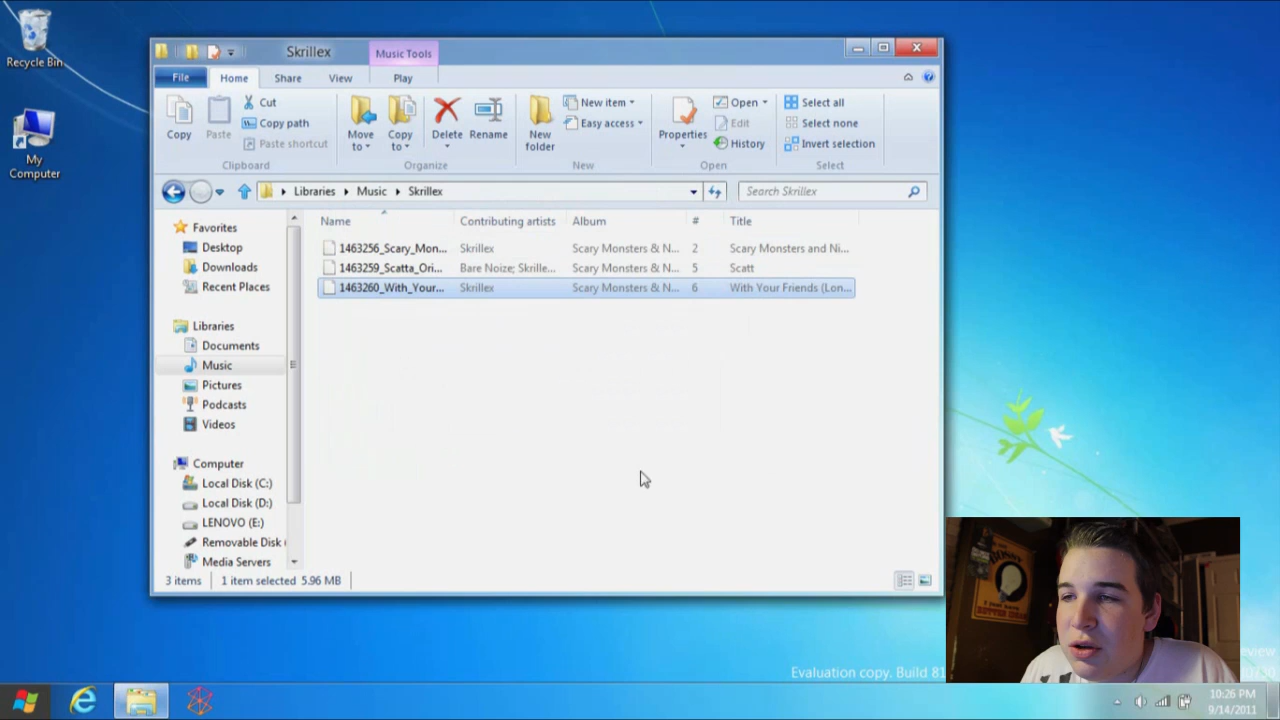 Recycle Bin
My
Computer
Skrillex
Music Tools
File
Home
Share
View
Play
Copy
Paste
Cut
Copy path
Paste shortcut
Clipboard
Move
to
Copy
to
Delete
Rename
Organize
New
folder
New item
Easy access
New
Properties
Open
Edit
History
Open
Select all
Select none
Invert selection
Select
Libraries
Music
Skrillex
Search Skrillex
Name
Contributing artists
Album
#
Title
1463256_Scary_Mon... Skrillex Scary Monsters & N... 2 Scary Monsters and Ni...
1463259_Scatta_Ori... Bare Noize; Skrille... Scary Monsters & N... 5 Scatt
1463260_With_Your... Skrillex Scary Monsters & N... 6 With Your Friends (Lon...
Favorites
Desktop
Downloads
Recent Places
Libraries
Documents
Music
Pictures
Podcasts
Videos
Computer
Local Disk (C:)
Local Disk (D:)
LENOVO (E:)
Removable Disk
Media Servers
3 items
1 item selected 5.96 MB
Evaluation copy. Build 81
10:26 PM
9/14/2011